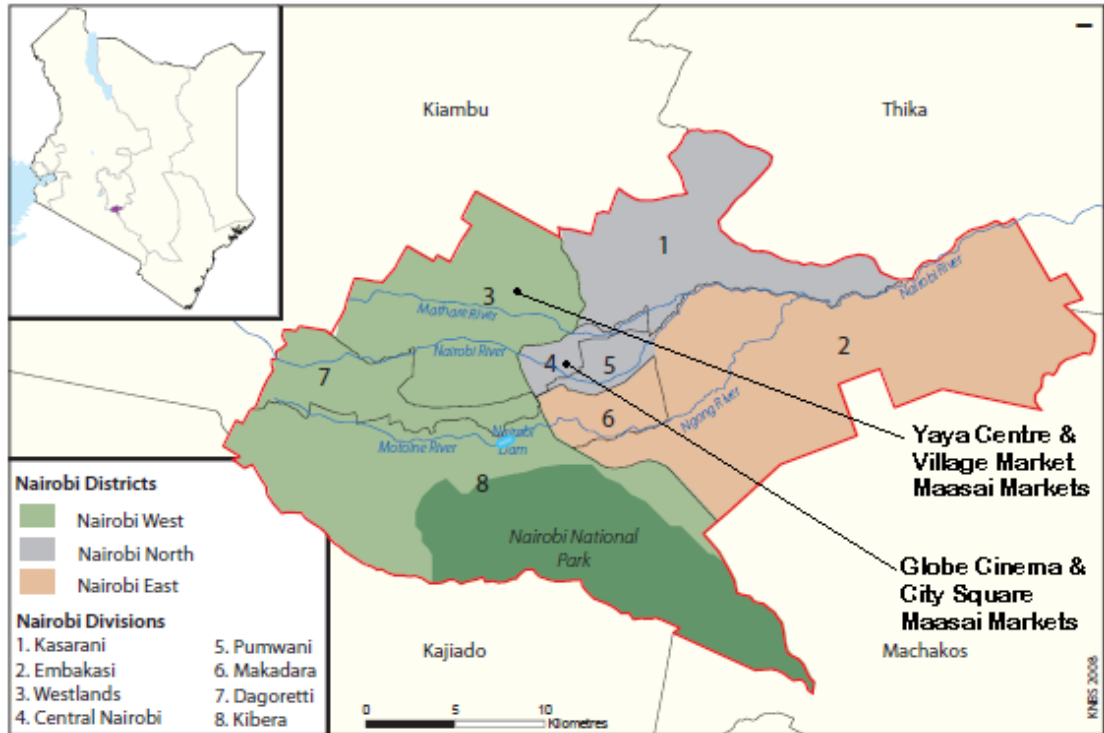 Kiambu
Thika
1
3
Mathare River
Nairobi River
Nairobi River
2
4
5
7
6
Ngong River
Motoine River
Nairobi
Dam
8
Nairobi National
Park
Yaya Centre &
Village Market
Maasai Markets
Globe Cinema &
City Square
Maasai Markets
Kajiado
Machakos
Nairobi Districts
Nairobi West
Nairobi North
Nairobi East
Nairobi Divisions
1. Kasarani
2. Embakasi
3. Westlands
4. Central Nairobi
5. Pumwani
6. Makadara
7. Dagoretti
8. Kibera
0 5 10
Kilometres
KNBS 2008